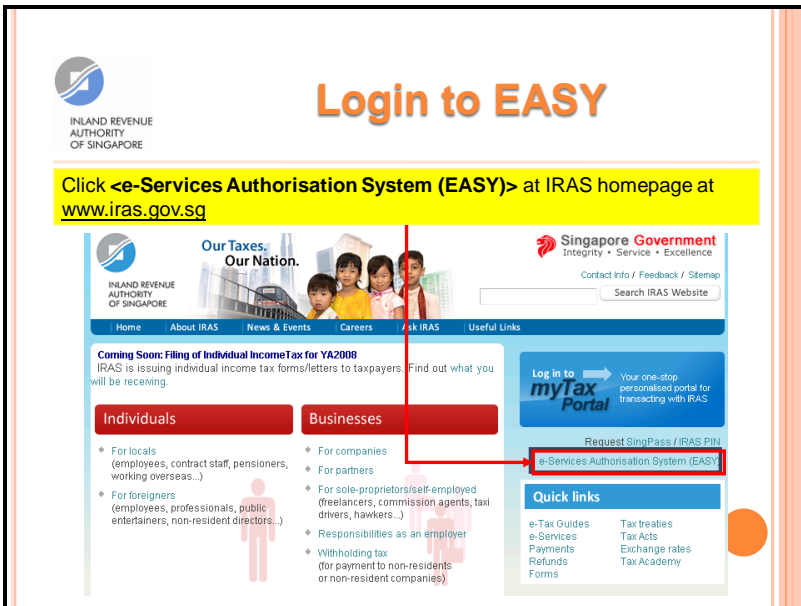 INLAND REVENUE
AUTHORITY
OF SINGAPORE
Login to EASY
Click <e-Services Authorisation System (EASY)> at IRAS homepage at
www.iras.gov.sg
INLAND REVENUE
AUTHORITY
OF SINGAPORE
Our Taxes.
Our Nation.
Singapore Government
Integrity • Service • Excellence
Contact Info / Feedback / Sitemap
Search IRAS Website
Home | About IRAS | News & Events | Careers | Ask IRAS | Useful Links
Coming Soon: Filing of Individual Income Tax for YA2008
IRAS is issuing individual income tax forms/letters to taxpayers. Find out what you
will be receiving.
Individuals
For locals
(employees, contract staff, pensioners,
working overseas...)
For foreigners
(employees, professionals, public
entertainers, non-resident directors...)
Businesses
For companies
For partners
For sole-proprietors/self-employed
(freelancers, commission agents, taxi
drivers, hawkers...)
Responsibilities as an employer
Withholding tax
(for payment to non-residents
or non-resident companies)
Log in to
myTax
Portal
Your one-stop
personalised portal for
transacting with IRAS
Request SingPass / IRAS PIN
e-Services Authorisation System (EASY)
Quick links
e-Tax Guides
e-Services
Payments
Refunds
Forms
Tax treaties
Tax Acts
Exchange rates
Tax Academy